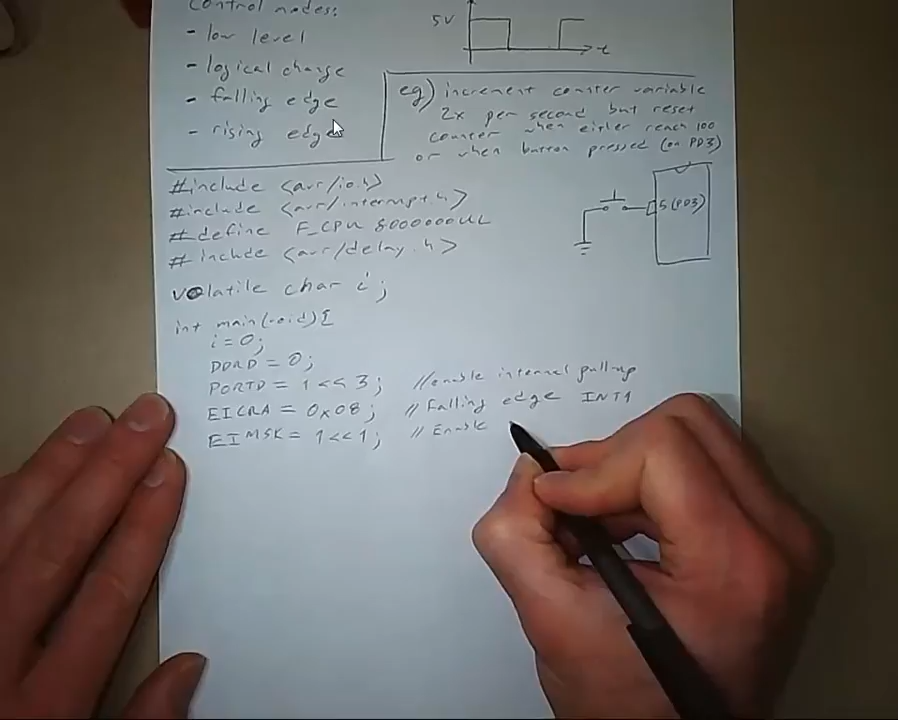 control modes:
- low level
- logical change
- falling edge
- rising edge
5V
t
eg) increment counter variable
2x per second but reset
counter when either reach 100
or when button pressed (on PD3)
#include <avr/io.h>
#include <avr/interrupt.h>
#define F_CPU 8000000UL
#include <avr/delay.h>
5(PD3)
volatile char i;
int main(void){
i=0;
DDRD = 0;
PORTD = 1<<3; //enable internal pullup
EICRA = 0x08; //Falling edge INT1
EIMSK = 1<<1; //Enable